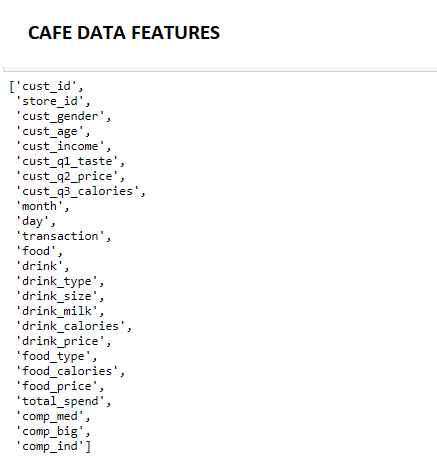 CAFE DATA FEATURES
['cust_id',
'store_id',
'cust_gender',
'cust_age',
'cust_income',
'cust_q1_taste',
'cust_q2_price',
'cust_q3_calories',
'month',
'day',
'transaction',
'food',
'drink',
'drink_type',
'drink_size',
'drink_milk',
'drink_calories',
'drink_price',
'food_type',
'food_calories',
'food_price',
'total_spend',
'comp_med',
'comp_big',
'comp_ind']